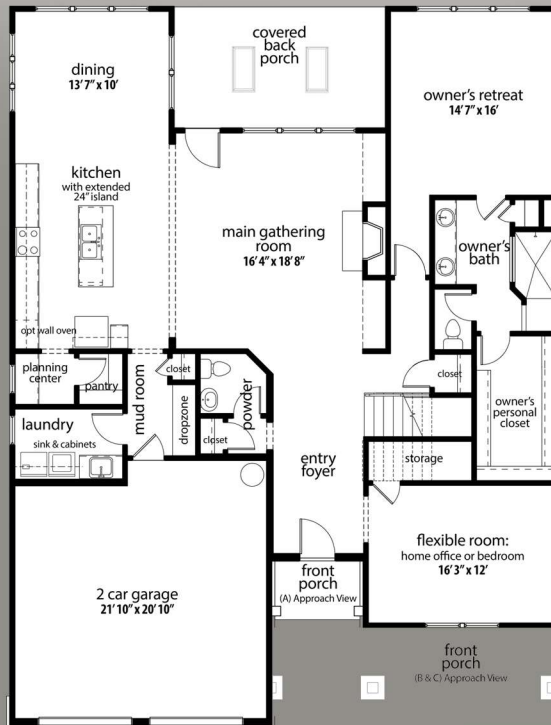 covered
back
porch
dining
13' 7" x 10'
owner's retreat
14' 7" x 16'
kitchen
with extended
24" island
main gathering
room
16' 4" x 18' 8"
owner's
bath
opt wall oven
planning
center
pantry
mud room
closet
dropzone
powder
closet
closet
owner's
personal
closet
laundry
sink & cabinets
entry
foyer
storage
flexible room:
home office or bedroom
16' 3" x 12'
2 car garage
21' 10" x 20' 10"
front
porch
(A) Approach View
front
porch
(B & C) Approach View